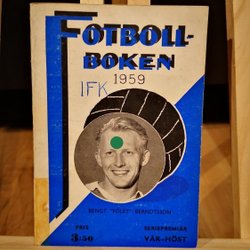 FOTBOLL-
BOKEN
1959
IFK
BENGT "FÖLET" BERNDTSSON
PRIS
3:50
SERIEPREMIÄR
VÅR-HÖST